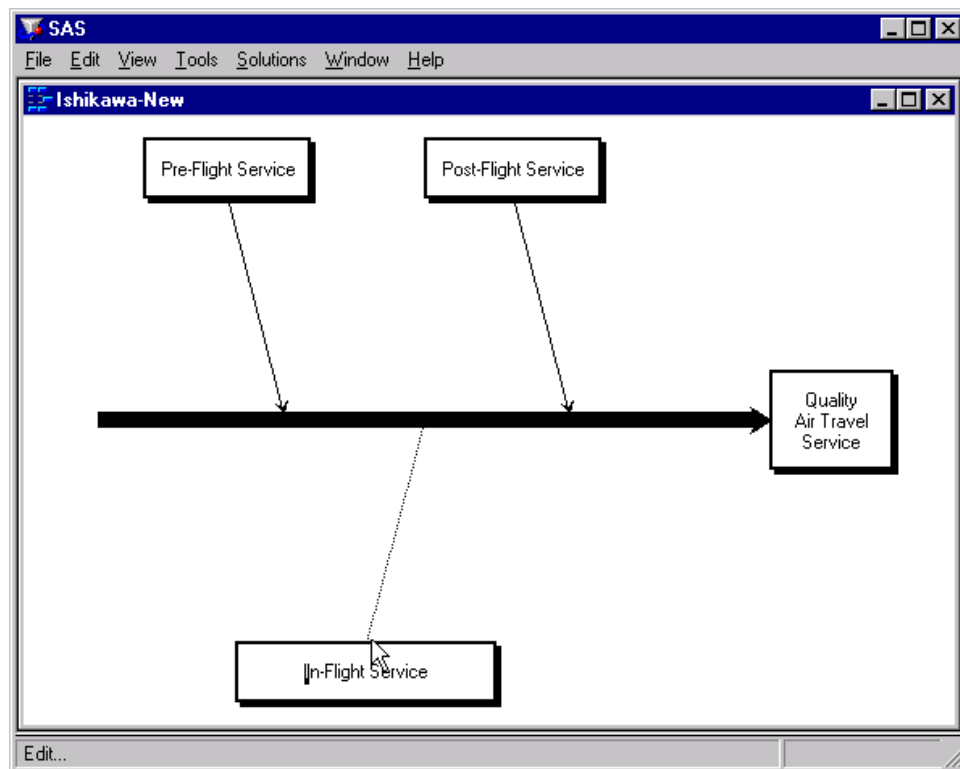 SAS
File Edit View Tools Solutions Window Help
Ishikawa-New
Pre-Flight Service
Post-Flight Service
Quality
Air Travel
Service
In-Flight Service
Edit...